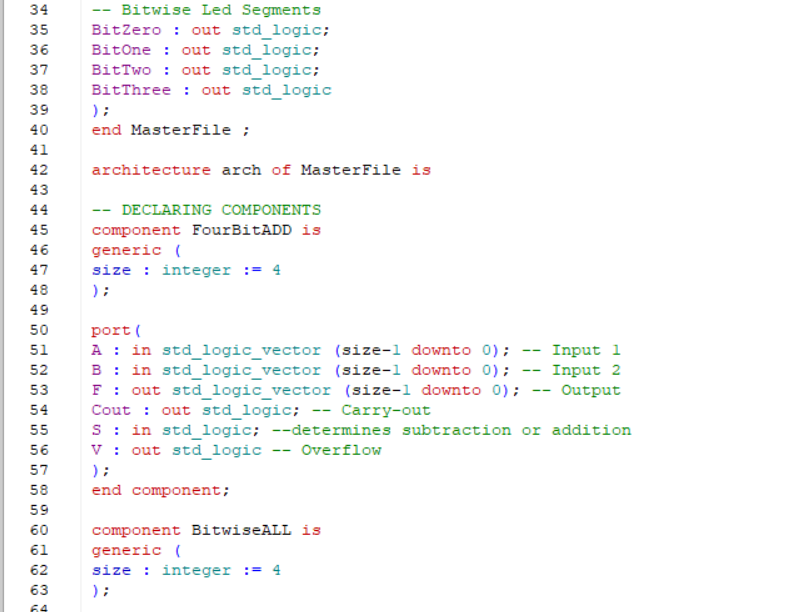 34 -- Bitwise Led Segments
35 BitZero : out std_logic;
36 BitOne : out std_logic;
37 BitTwo : out std_logic;
38 BitThree : out std_logic
39 );
40 end MasterFile ;
41
42 architecture arch of MasterFile is
43
44 -- DECLARING COMPONENTS
45 component FourBitADD is
46 generic (
47 size : integer := 4
48 );
49
50 port(
51 A : in std_logic_vector (size-1 downto 0); -- Input 1
52 B : in std_logic_vector (size-1 downto 0); -- Input 2
53 F : out std_logic_vector (size-1 downto 0); -- Output
54 Cout : out std_logic; -- Carry-out
55 S : in std_logic; --determines subtraction or addition
56 V : out std_logic -- Overflow
57 );
58 end component;
59
60 component BitwiseALL is
61 generic (
62 size : integer := 4
63 );
64